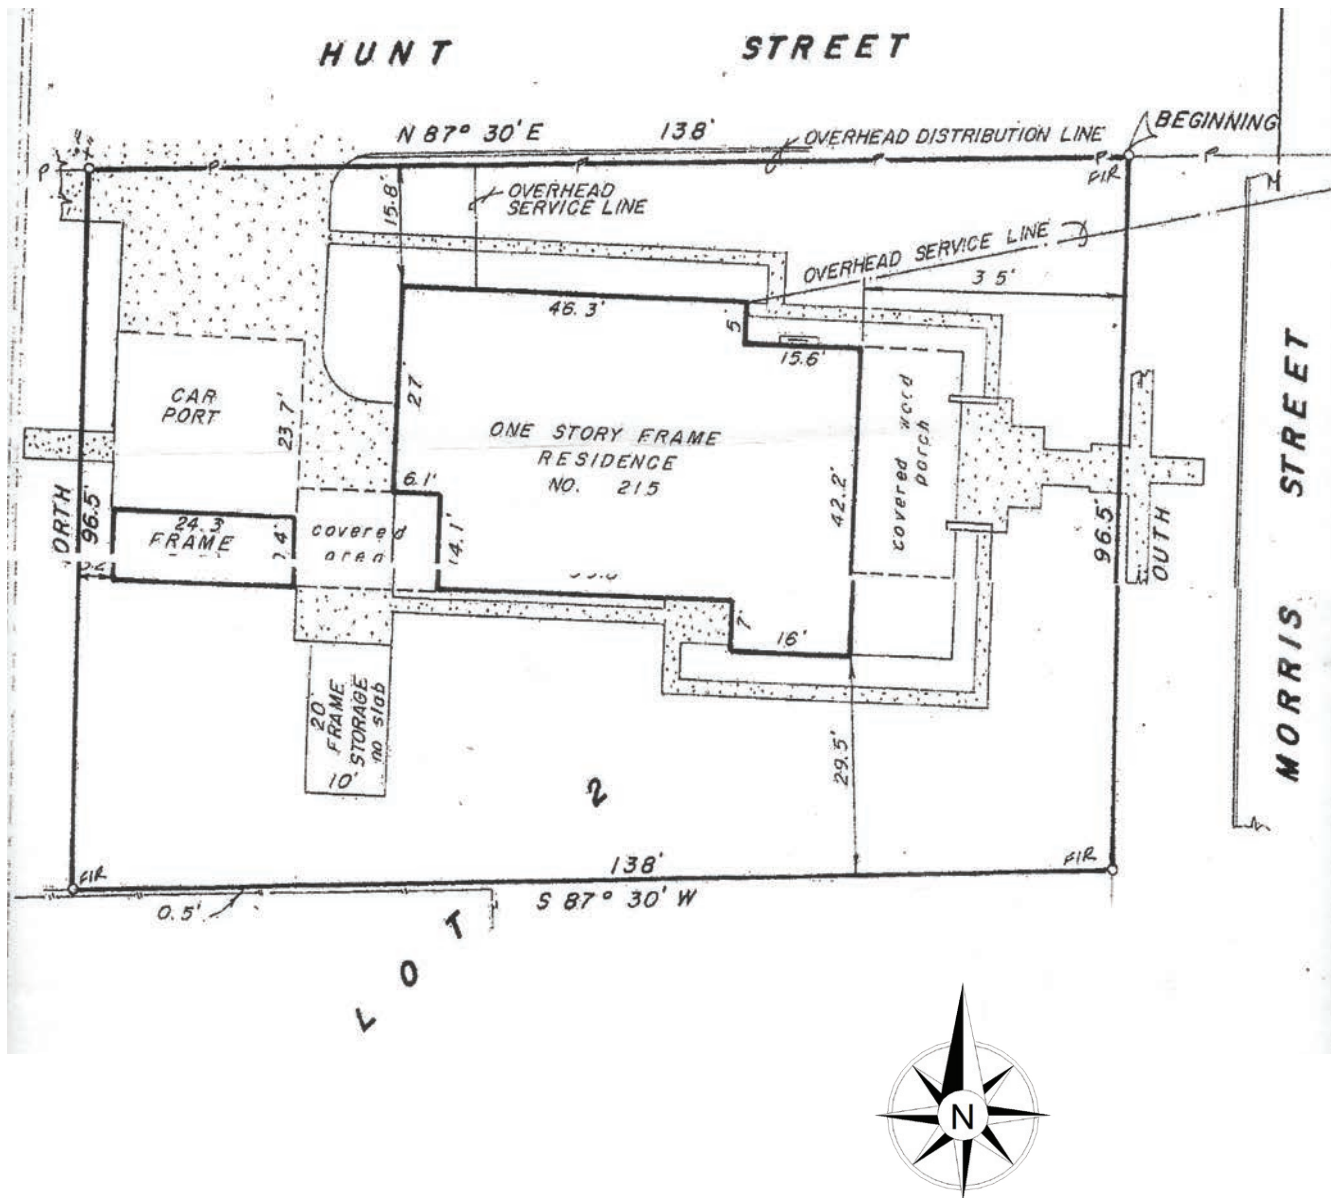 HUNT STREET
N 87° 30' E 138'
OVERHEAD DISTRIBUTION LINE
BEGINNING
P P P P P
FIR
15.8
OVERHEAD
SERVICE LINE
OVERHEAD SERVICE LINE
35'
46.3'
5
15.6'
CAR
PORT
23.7'
27'
ONE STORY FRAME
RESIDENCE
NO. 215
covered wood
porch
42.2'
6.1'
14.1'
covered
area
24.3
FRAME
ORTH
96.5'
96.5'
OUTH
7
16'
20'
FRAME
STORAGE
no slab
10'
29.5'
2
138'
S 87° 30' W
FIR
FIR
0.5'
LOT
MORRIS STREET
N